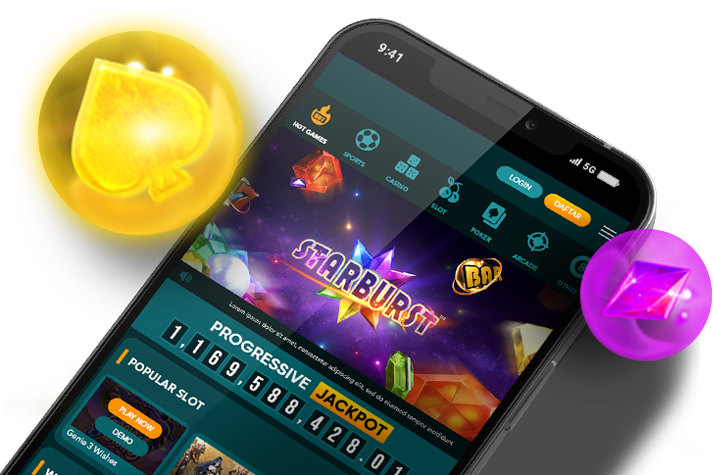 9:41
5G
LOGIN
DAFTAR
HOT GAMES
SPORTS
CASINO
SLOT
POKER
ARCADE
STARBURST™
BAR
Lorem ipsum dolor sit amet, consectetur adipiscing elit, sed do eiusmod tempor incididunt
PROGRESSIVE JACKPOT
1,169,588,428.01
POPULAR SLOT
PLAY NOW
DEMO
Genie 3 Wishes